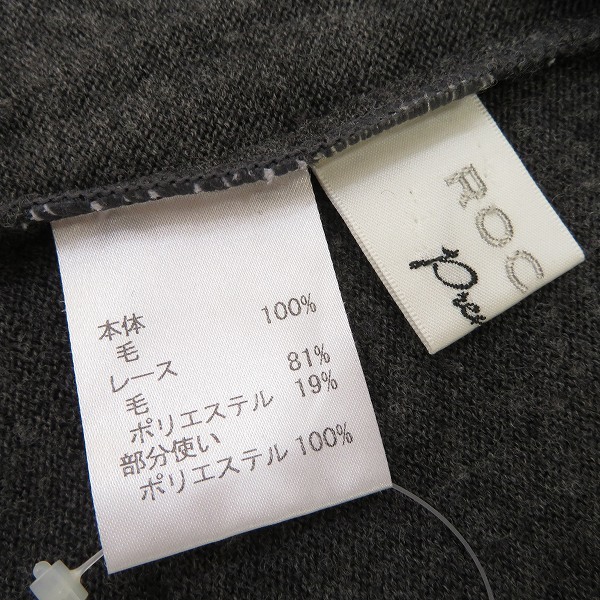 本体
毛 100%
レース
毛 81%
ポリエステル 19%
部分使い
ポリエステル 100%
ROC